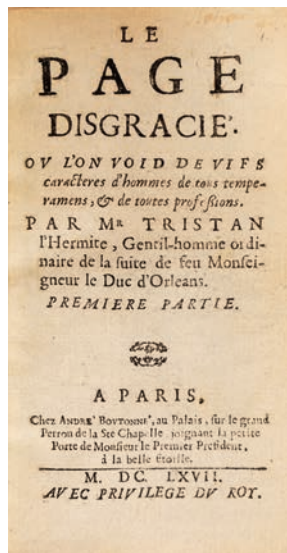 LE
PAGE
DISGRACIE'.
OV L'ON VOID DE VIFS
caracteres d'hommes de tous tempe-
ramens, & de toutes professions.
PAR Mr TRISTAN
l'Hermite, Gentil-homme ordi-
naire de la suite de feu Monsei-
gneur le Duc d'Orleans.
PREMIERE PARTIE.
A PARIS,
Chez ANDRE' BOVTONNE', au Palais, sur le grand
Perron de la Ste Chapelle, joignant la petite
Porte de Monsieur le Premier President,
à la belle Etoille.
M. DC. LXVII.
AVEC PRIVILEGE DV ROY.